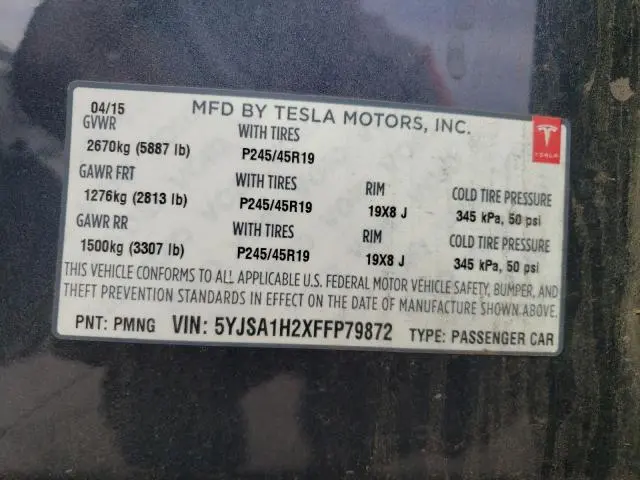 04/15 MFD BY TESLA MOTORS, INC.
GVWR WITH TIRES
2670kg (5887 lb) P245/45R19
GAWR FRT WITH TIRES RIM COLD TIRE PRESSURE
1276kg (2813 lb) P245/45R19 19X8 J 345 kPa, 50 psi
GAWR RR WITH TIRES RIM COLD TIRE PRESSURE
1500kg (3307 lb) P245/45R19 19X8 J 345 kPa, 50 psi
THIS VEHICLE CONFORMS TO ALL APPLICABLE U.S. FEDERAL MOTOR VEHICLE SAFETY, BUMPER, AND
THEFT PREVENTION STANDARDS IN EFFECT ON THE DATE OF MANUFACTURE SHOWN ABOVE.
PNT: PMNG VIN: 5YJSA1H2XFFP79872 TYPE: PASSENGER CAR
TESLA